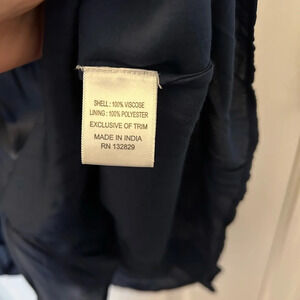 SHELL : 100% VISCOSE
LINING : 100% POLYESTER
EXCLUSIVE OF TRIM
MADE IN INDIA
RN 132829